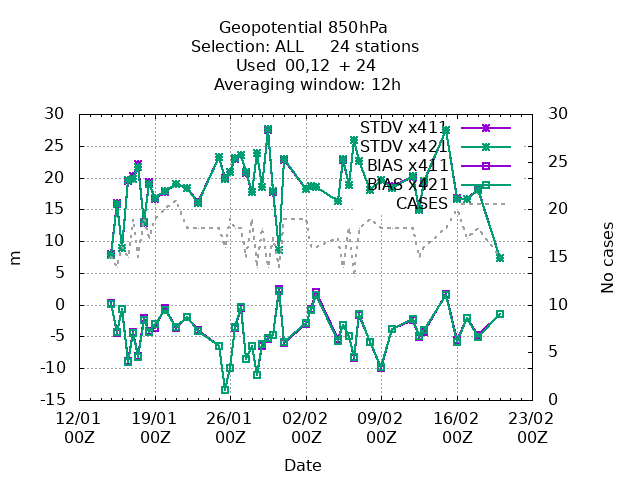 Geopotential 850hPa
Selection: ALL 24 stations
Used 00,12 + 24
Averaging window: 12h
30
25
20
15
10
5
0
-5
-10
-15
m
30
25
20
15
10
5
0
No cases
STDV x411
STDV x421
BIAS x411
BIAS x421
CASES
12/01 19/01 26/01 02/02 09/02 16/02 23/02
00Z 00Z 00Z 00Z 00Z 00Z 00Z
Date